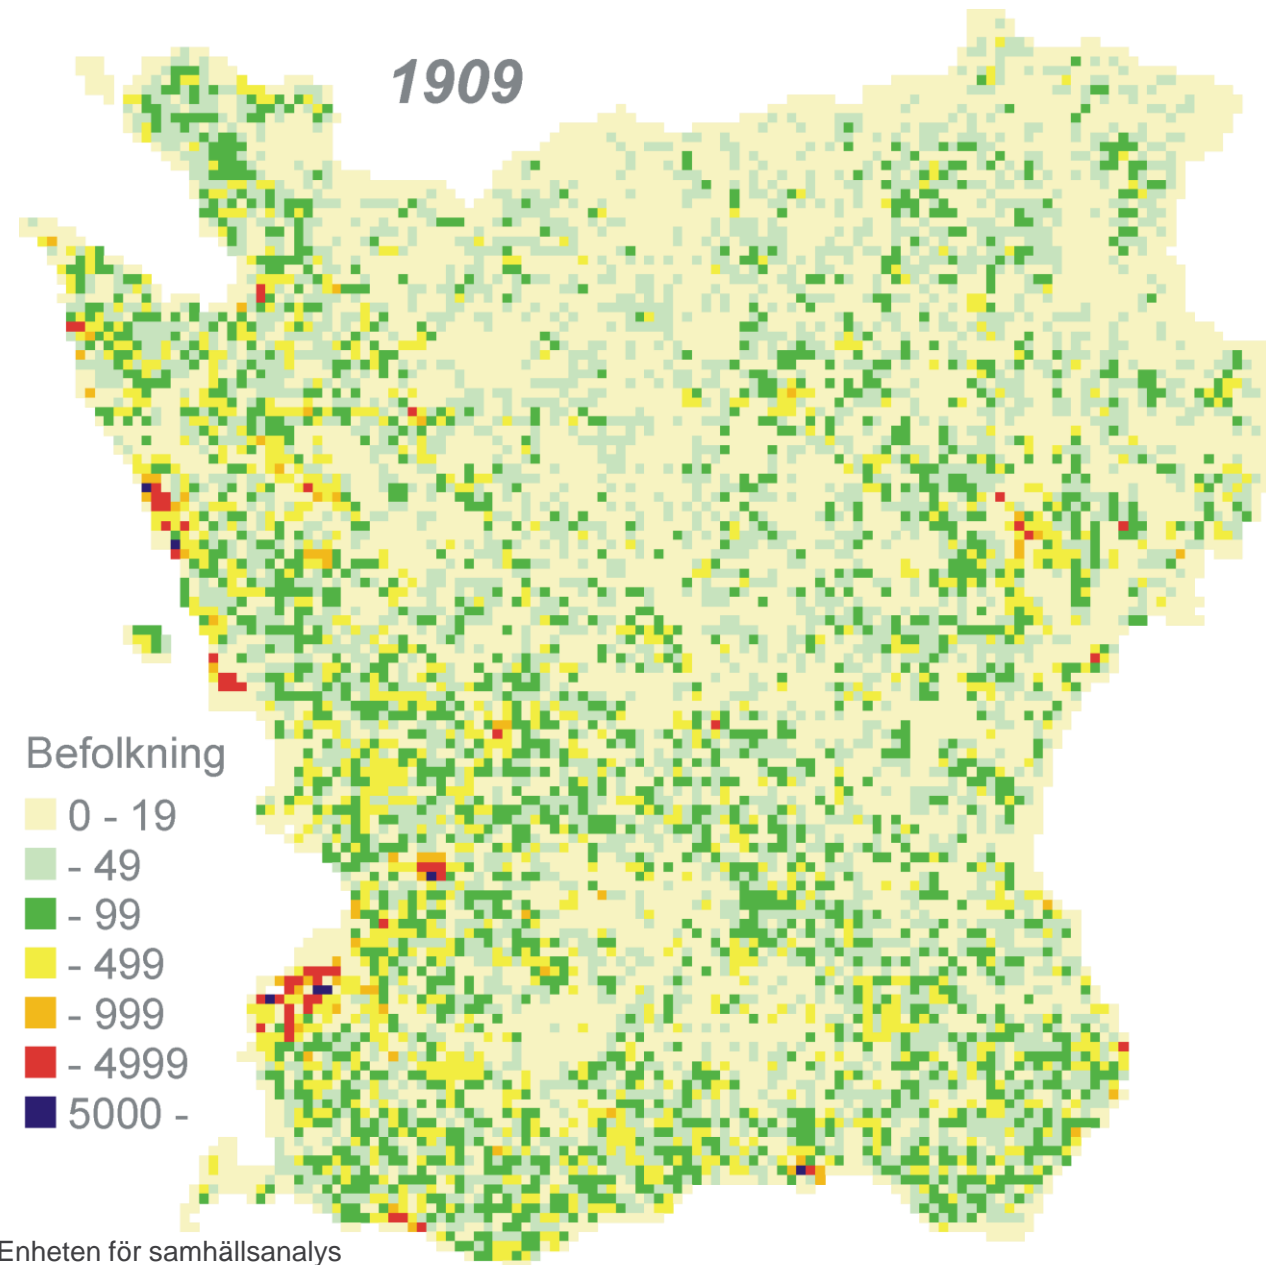 1909
Befolkning
0 - 19
- 49
- 99
- 499
- 999
- 4999
5000 -
Enheten för samhällsanalys